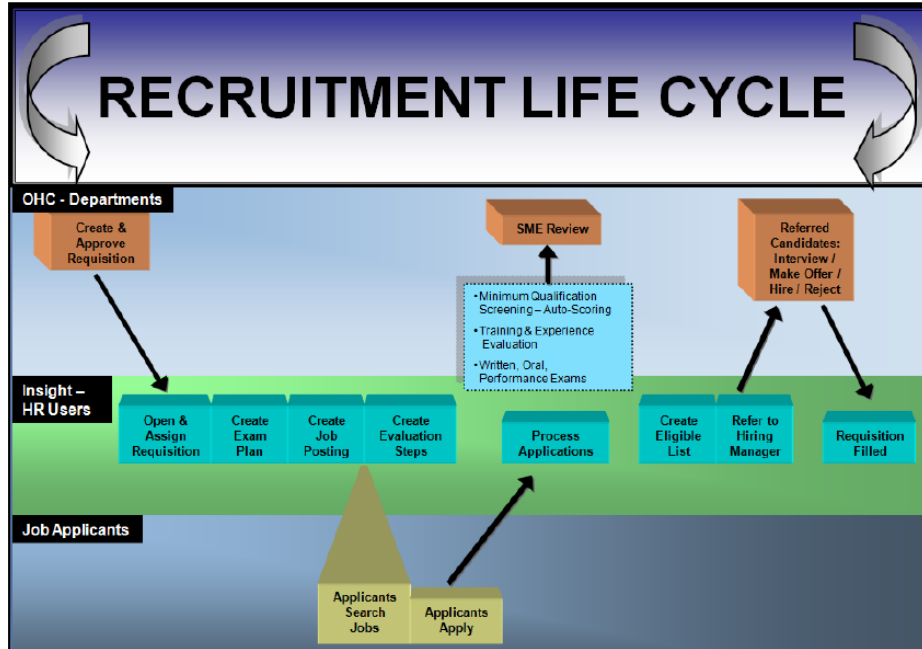 RECRUITMENT LIFE CYCLE
OHC - Departments
Create &
Approve
Requisition
SME Review
Referred
Candidates:
Interview /
Make Offer /
Hire / Reject
•Minimum Qualification
Screening – Auto-Scoring
•Training & Experience
Evaluation
•Written, Oral,
Performance Exams
Insight –
HR Users
Open &
Assign
Requisition
Create
Exam
Plan
Create
Job
Posting
Create
Evaluation
Steps
Process
Applications
Create
Eligible
List
Refer to
Hiring
Manager
Requisition
Filled
Job Applicants
Applicants
Search
Jobs
Applicants
Apply